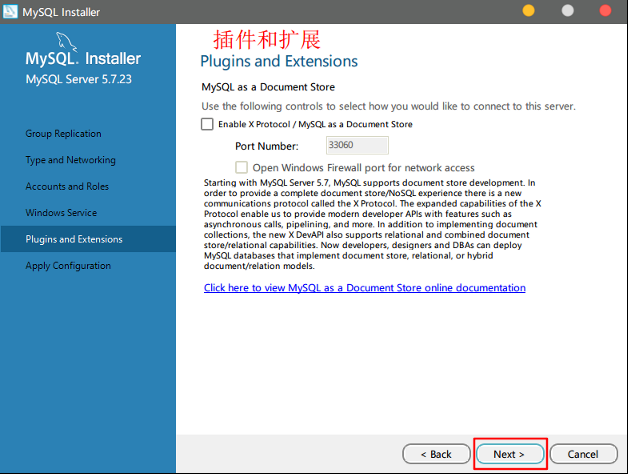 MySQL Installer
MySQL. Installer
MySQL Server 5.7.23
Group Replication
Type and Networking
Accounts and Roles
Windows Service
Plugins and Extensions
Apply Configuration
插件和扩展
Plugins and Extensions
MySQL as a Document Store
Use the following controls to select how you would like to connect to this server.
Enable X Protocol / MySQL as a Document Store
Port Number: 33060
Open Windows Firewall port for network access
Starting with MySQL Server 5.7, MySQL supports document store development. In
order to provide a complete document store/NoSQL experience there is a new
communications protocol called the X Protocol. The expanded capabilities of the X
Protocol enable us to provide modern developer APIs with features such as
asynchronous calls, pipelining, and more. In addition to implementing document
collections, the new X DevAPI also supports relational and combined document
store/relational capabilities. Now developers, designers and DBAs can deploy
MySQL databases that implement document store, relational, or hybrid
document/relation models.
Click here to view MySQL as a Document Store online documentation
< Back Next > Cancel